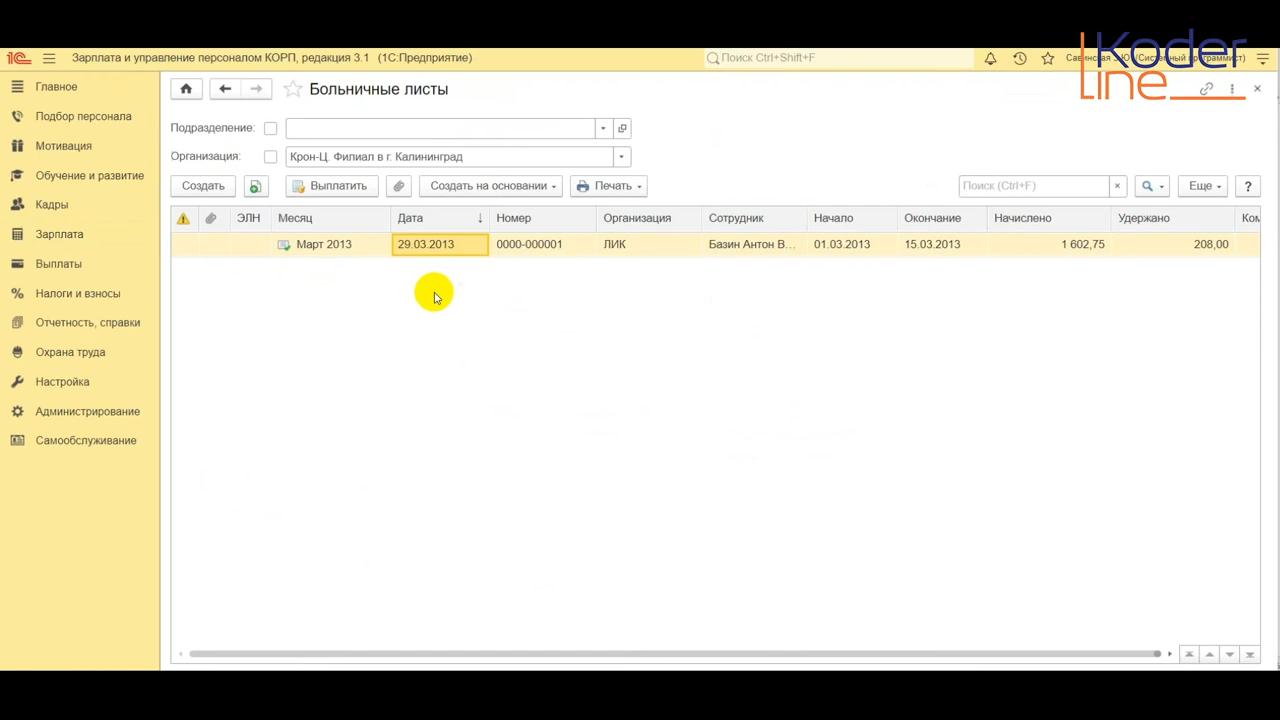 Зарплата и управление персоналом КОРП, редакция 3.1 (1С:Предприятие)
Поиск Ctrl+Shift+F
Koder
line
Главное
Подбор персонала
Мотивация
Обучение и развитие
Кадры
Зарплата
Выплаты
Налоги и взносы
Отчетность, справки
Охрана труда
Настройка
Администрирование
Самообслуживание
Больничные листы
Подразделение:
Организация: Крон-Ц. Филиал в г. Калининград
Создать Выплатить Создать на основании Печать Поиск (Ctrl+F) × Еще ?
ЭЛН Месяц Дата ↓ Номер Организация Сотрудник Начало Окончание Начислено Удержано Ком
Март 2013 29.03.2013 0000-000001 ЛИК Базин Антон В... 01.03.2013 15.03.2013 1 602,75 208,00